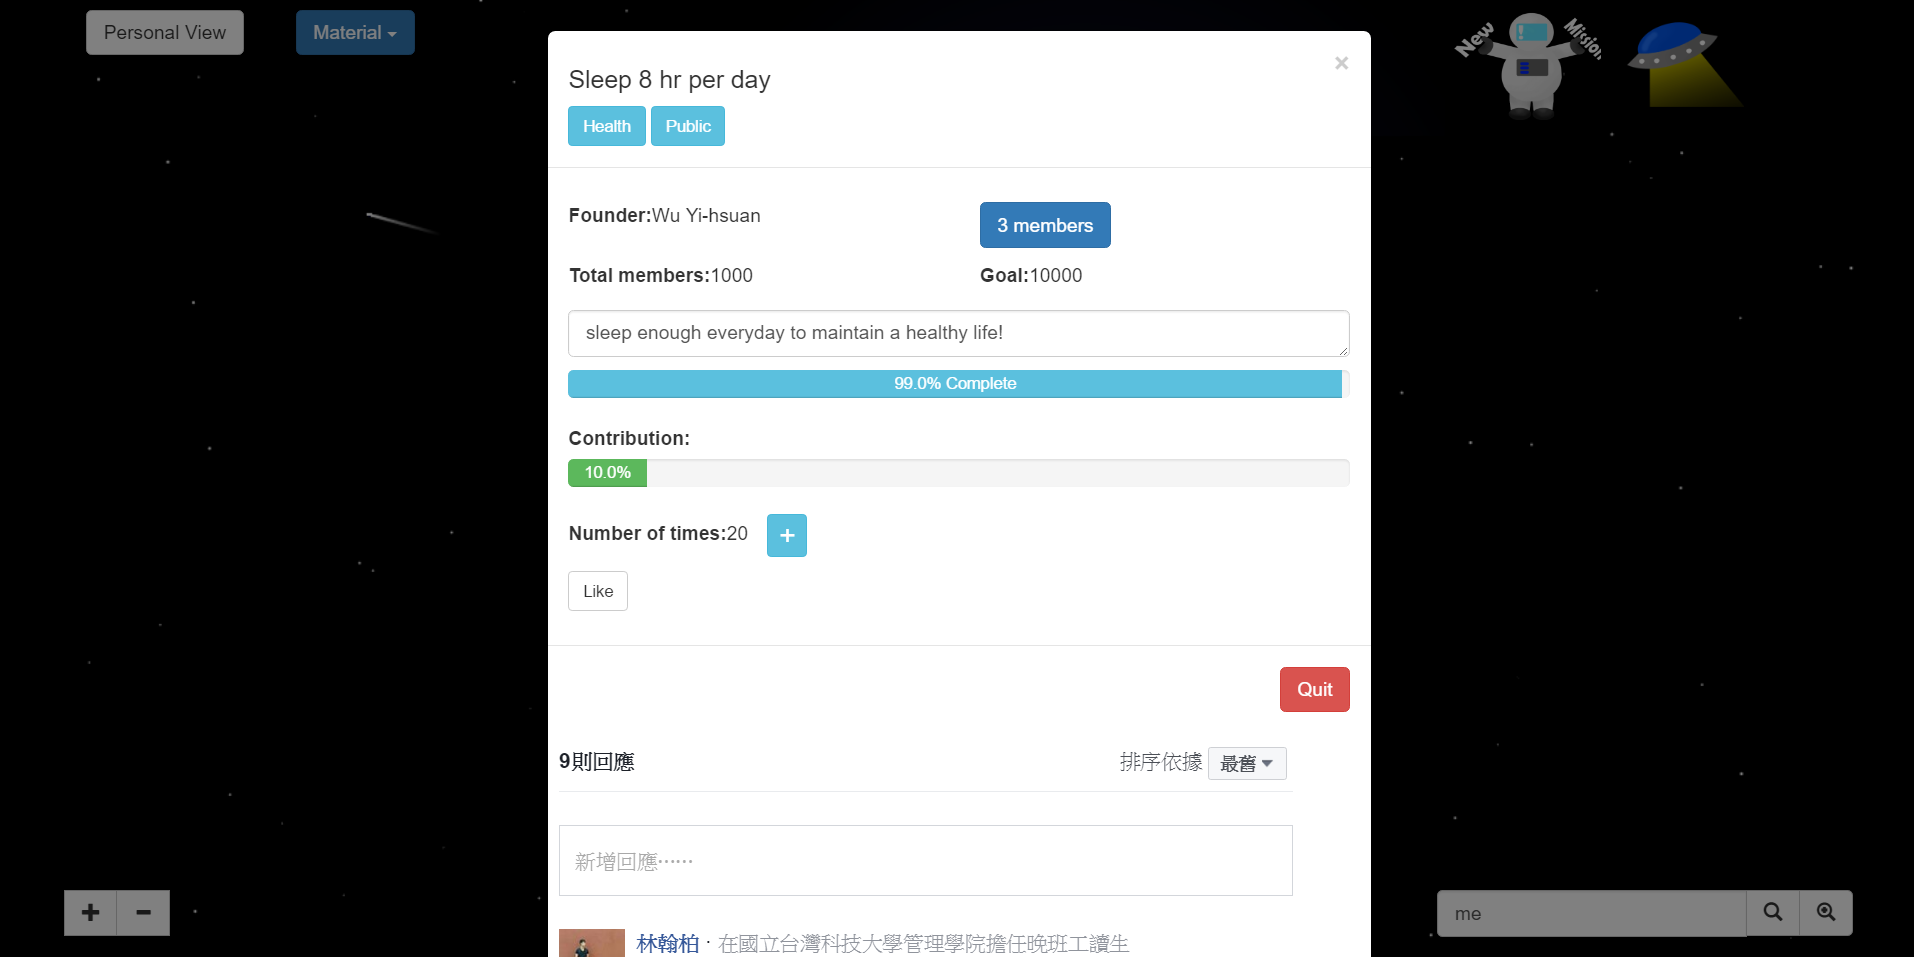 Personal View
Material
New Mission
Sleep 8 hr per day
×
Health
Public
Founder:Wu Yi-hsuan
3 members
Total members:1000
Goal:10000
sleep enough everyday to maintain a healthy life!
99.0% Complete
Contribution:
10.0%
Number of times:20
+
Like
Quit
9則回應
排序依據 最舊
新增回應……
林翰柏 · 在國立台灣科技大學管理學院擔任晚班工讀生
me